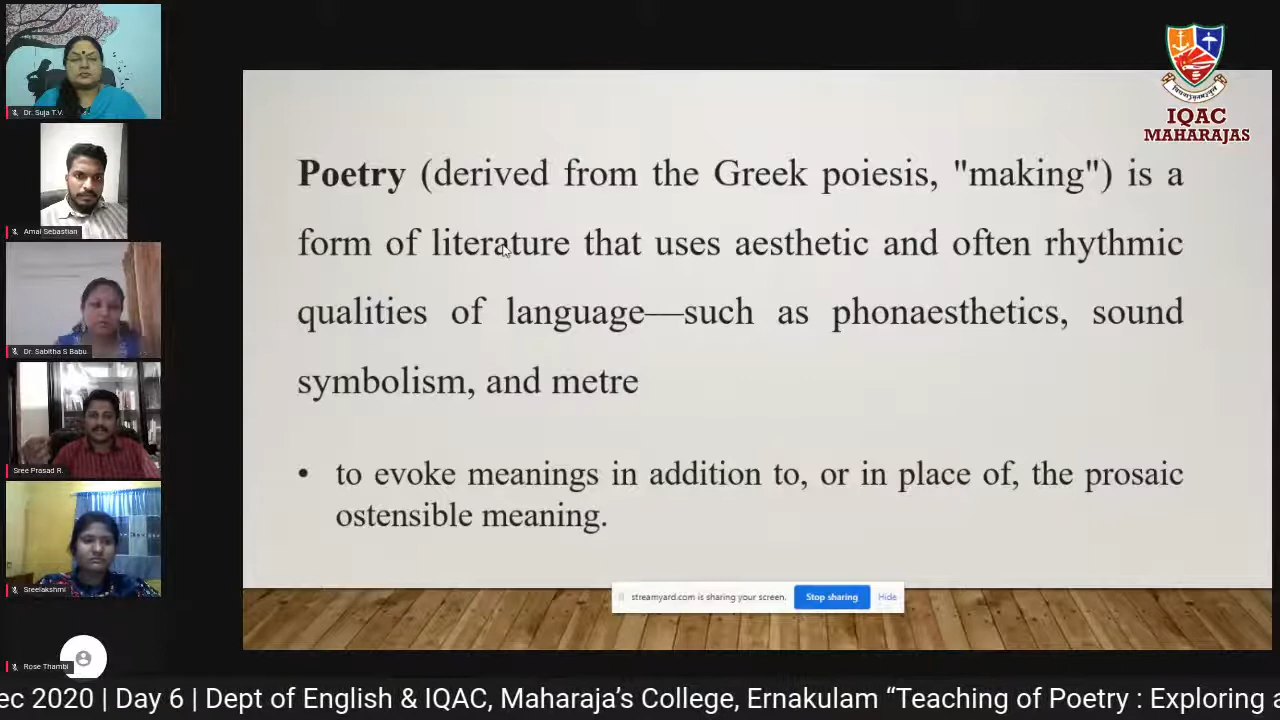 Dr. Suja T.V.
Amal Sebastian
Dr. Sabitha S Babu
Sree Prasad R.
Sreelakshmi
Rose Thambi
IQAC
MAHARAJAS
Poetry (derived from the Greek poiesis, "making") is a
form of literature that uses aesthetic and often rhythmic
qualities of language—such as phonaesthetics, sound
symbolism, and metre
• to evoke meanings in addition to, or in place of, the prosaic
ostensible meaning.
streamyard.com is sharing your screen. Stop sharing Hide
ec 2020 | Day 6 | Dept of English & IQAC, Maharaja’s College, Ernakulam “Teaching of Poetry : Exploring a